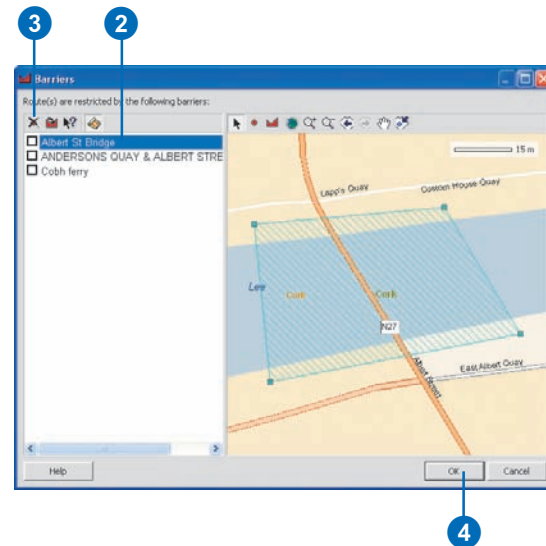 3
2
Barriers
Route(s) are restricted by the following barriers:
Albert St Bridge
ANDERSONS QUAY & ALBERT STRE
Cobh ferry
15 m
Lapp's Quay
Custom House Quay
Lee
Cork
Cork
N27
Albert Street
East Albert Quay
Help
OK
Cancel
4